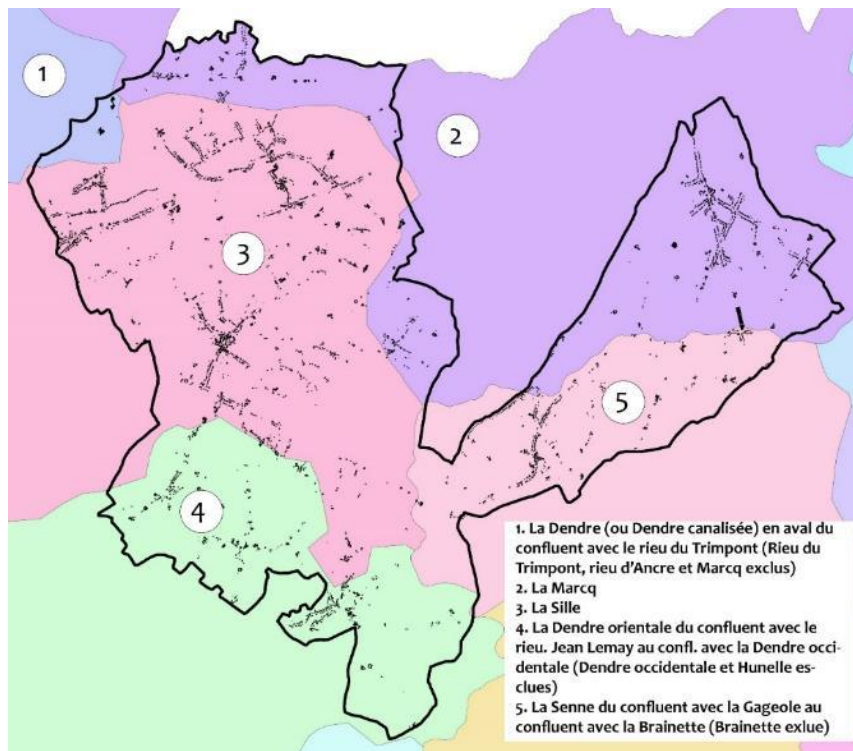 1
2
3
5
4
1. La Dendre (ou Dendre canalisée) en aval du
confluent avec le rieu du Trimpont (Rieu du
Trimpont, rieu d'Ancre et Marcq exclus)
2. La Marcq
3. La Sille
4. La Dendre orientale du confluent avec le
rieu. Jean Lemay au confl. avec la Dendre occi-
dentale (Dendre occidentale et Hunelle es-
clues)
5. La Senne du confluent avec la Gageole au
confluent avec la Brainette (Brainette exlue)